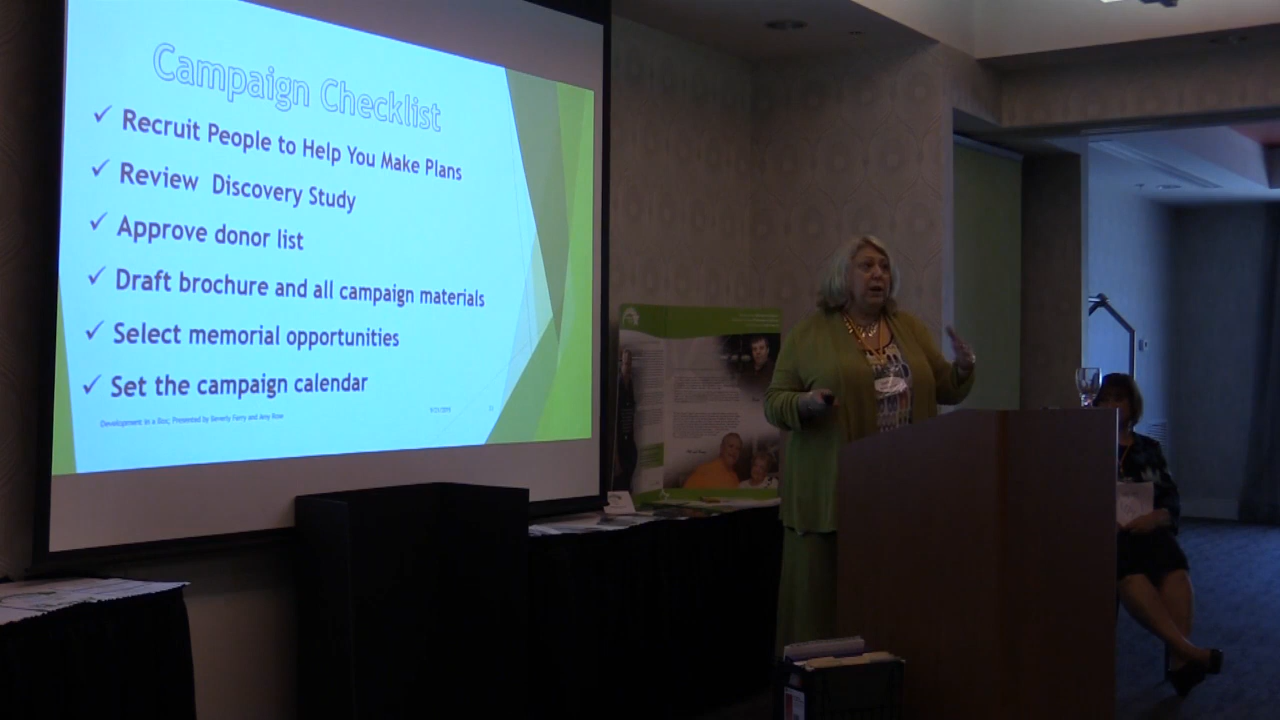 Campaign Checklist
✓ Recruit People to Help You Make Plans
✓ Review Discovery Study
✓ Approve donor list
✓ Draft brochure and all campaign materials
✓ Select memorial opportunities
✓ Set the campaign calendar
Development in a Box; Presented by Beverly Farry and Amy Rose